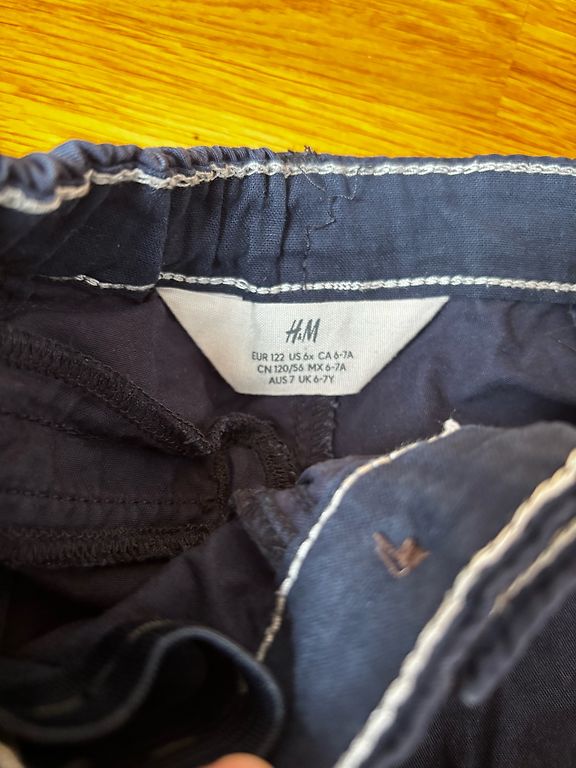 H&M
EUR 122 US 6x CA 6-7A
CN 120/56 MX 6-7A
AUS 7 UK 6-7Y